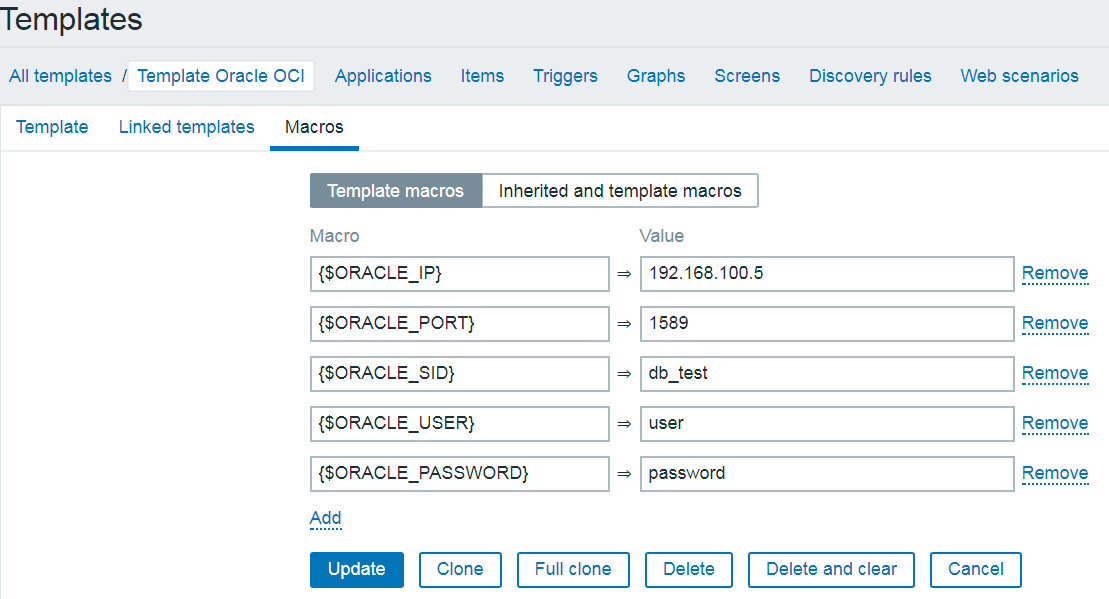 Templates
All templates / Template Oracle OCI Applications Items Triggers Graphs Screens Discovery rules Web scenarios
Template Linked templates Macros
Template macros Inherited and template macros
Macro Value
{$ORACLE_IP} ⇒ 192.168.100.5 Remove
{$ORACLE_PORT} ⇒ 1589 Remove
{$ORACLE_SID} ⇒ db_test Remove
{$ORACLE_USER} ⇒ user Remove
{$ORACLE_PASSWORD} ⇒ password Remove
Add
Update Clone Full clone Delete Delete and clear Cancel